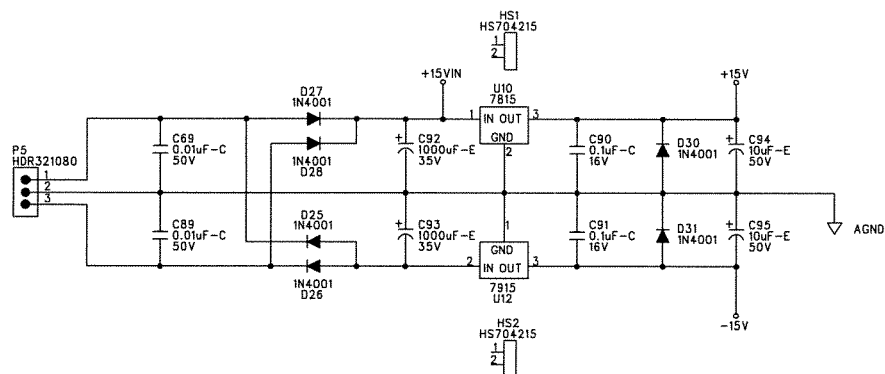 HS1
HS704215
1
2
+15VIN
+15V
D27
1N4001
U10
7815
1
IN OUT
3
GND
2
P5
HDR321080
1
2
3
C69
0.01uF-C
50V
1N4001
D28
+
C92
1000uF-E
35V
C90
0.1uF-C
16V
D30
1N4001
+
C94
10uF-E
50V
C89
0.01uF-C
50V
D25
1N4001
1N4001
D26
+
C93
1000uF-E
35V
1
GND
2
IN OUT
3
7915
U12
C91
0.1uF-C
16V
D31
1N4001
+
C95
10uF-E
50V
AGND
-15V
HS2
HS704215
1
2